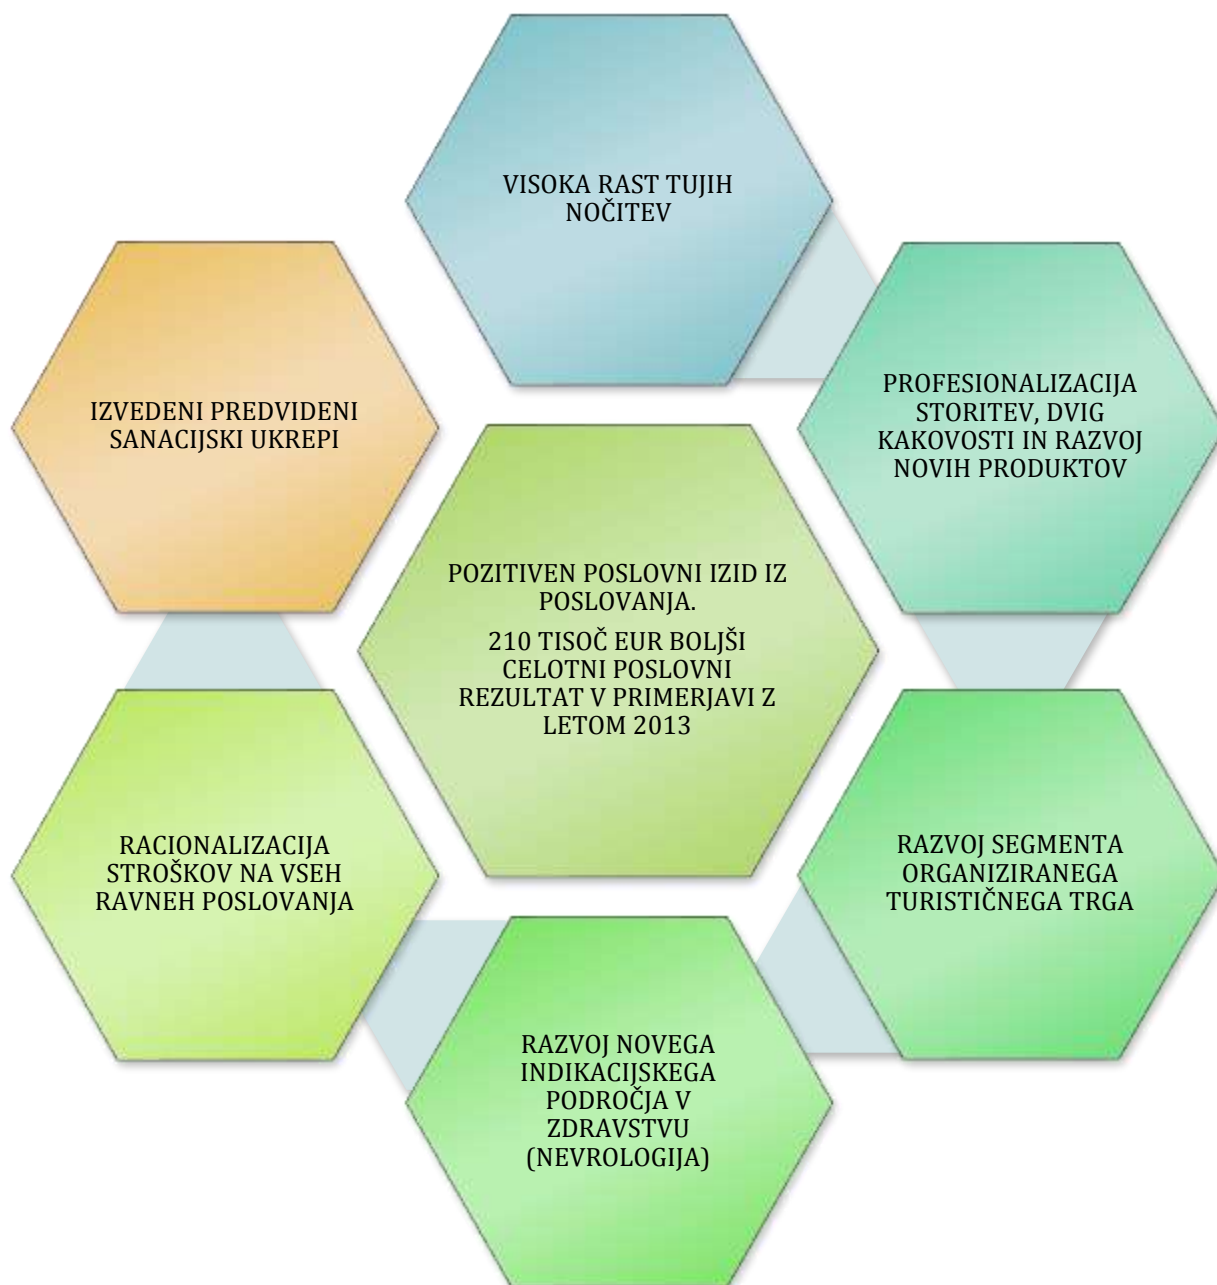 VISOKA RAST TUJIH
NOČITEV
PROFESIONALIZACIJA
STORITEV, DVIG
KAKOVOSTI IN RAZVOJ
NOVIH PRODUKTOV
IZVEDENI PREDVIDENI
SANACIJSKI UKREPI
POZITIVEN POSLOVNI IZID IZ
POSLOVANJA.
210 TISOČ EUR BOLJŠI
CELOTNI POSLOVNI
REZULTAT V PRIMERJAVI Z
LETOM 2013
RACIONALIZACIJA
STROŠKOV NA VSEH
RAVNEH POSLOVANJA
RAZVOJ SEGMENTA
ORGANIZIRANEGA
TURISTIČNEGA TRGA
RAZVOJ NOVEGA
INDIKACIJSKEGA
PODROČJA V
ZDRAVSTVU
(NEVROLOGIJA)